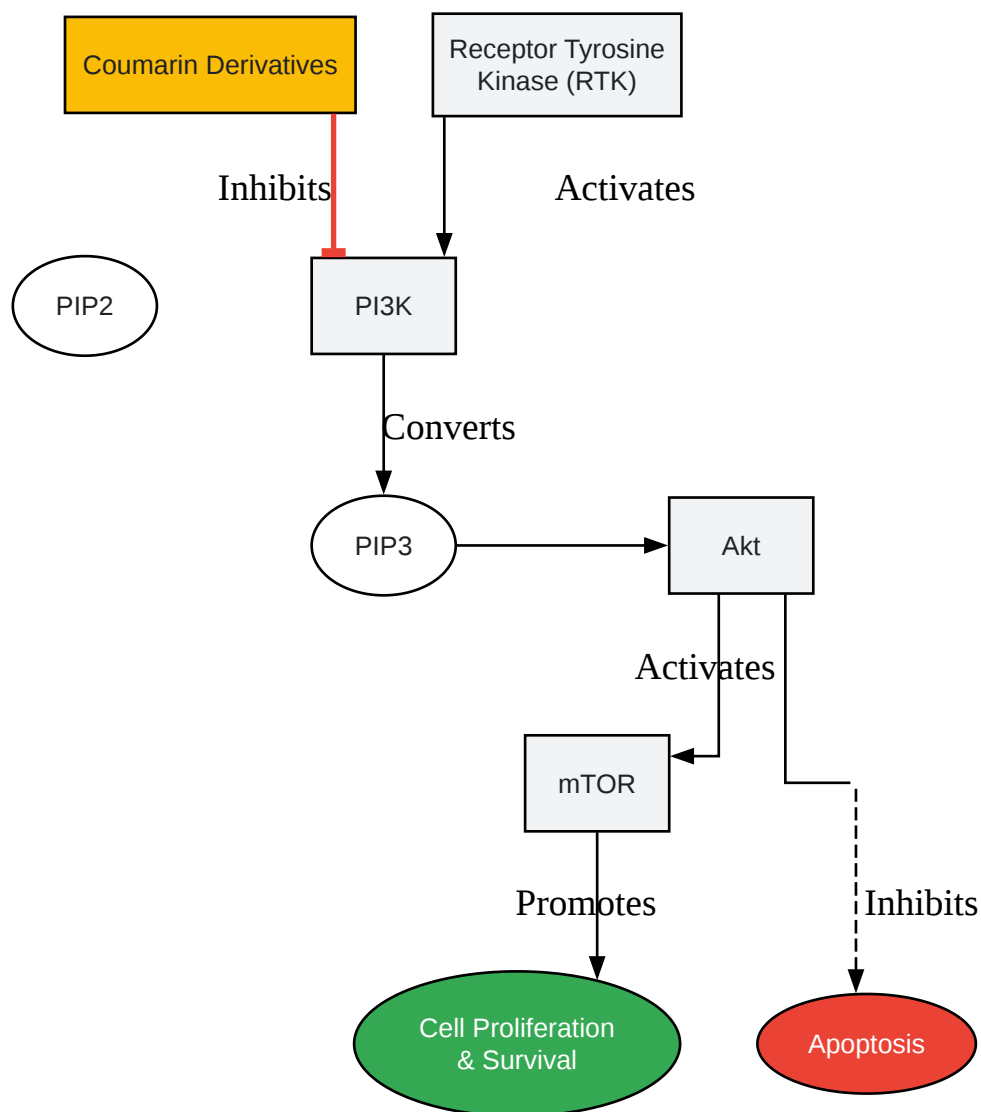 Coumarin Derivatives
Receptor Tyrosine
Kinase (RTK)
Inhibits
Activates
PIP2
PI3K
Converts
PIP3
Akt
Activates
mTOR
Promotes
Inhibits
Cell Proliferation
& Survival
Apoptosis